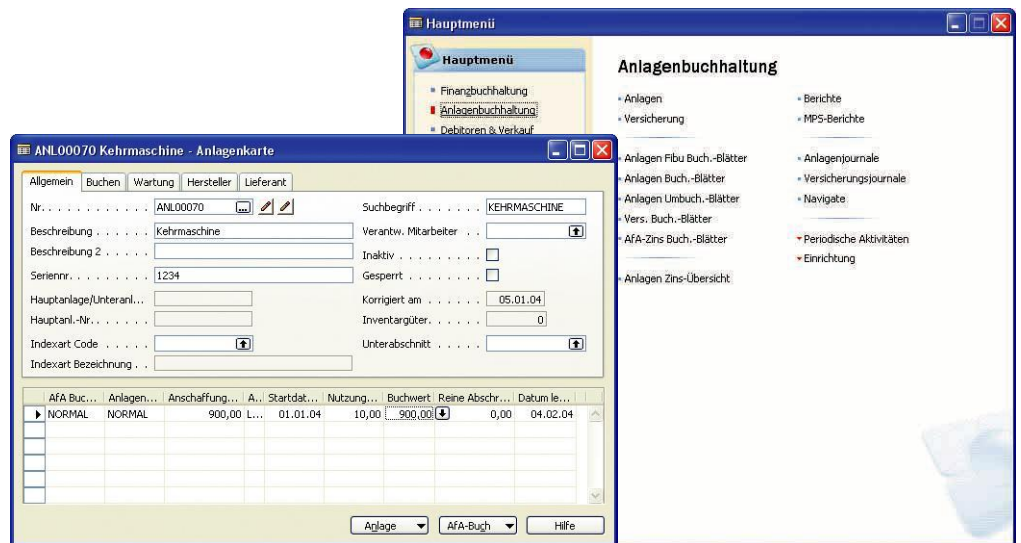 Hauptmenü
Hauptmenü
Finanzbuchhaltung
Anlagenbuchhaltung
Debitoren & Verkauf
Anlagenbuchhaltung
Anlagen
Versicherung
Anlagen Fibu Buch.-Blätter
Anlagen Buch.-Blätter
Anlagen Umbuch.-Blätter
Vers. Buch.-Blätter
AfA-Zins Buch.-Blätter
Anlagen Zins-Übersicht
Berichte
MPS-Berichte
Anlagenjournale
Versicherungsjournale
Navigate
Periodische Aktivitäten
Einrichtung
ANL00070 Kehrmaschine - Anlagenkarte
Allgemein Buchen Wartung Hersteller Lieferant
Nr. . . . . . . . . . . . . ANL00070 ...
Beschreibung . . . . . . Kehrmaschine
Beschreibung 2 . . . . .
Seriennr. . . . . . . . . . 1234
Hauptanlage/Unteranl...
Hauptanl.-Nr. . . . . . .
Indexart Code . . . . .
Indexart Bezeichnung . .
Suchbegriff . . . . . . . KEHRMASCHINE
Verantw. Mitarbeiter . .
Inaktiv . . . . . . . . .
Gesperrt . . . . . . . .
Korrigiert am . . . . . . 05.01.04
Inventargüter. . . . . . 0
Unterabschnitt . . . . .
AfA Buc... Anlagen... Anschaffung... A.. Startdat... Nutzung... Buchwert Reine Abschr... Datum le...
NORMAL NORMAL 900,00 L... 01.01.04 10,00 900,00 0,00 04.02.04
Anlage AfA-Buch Hilfe